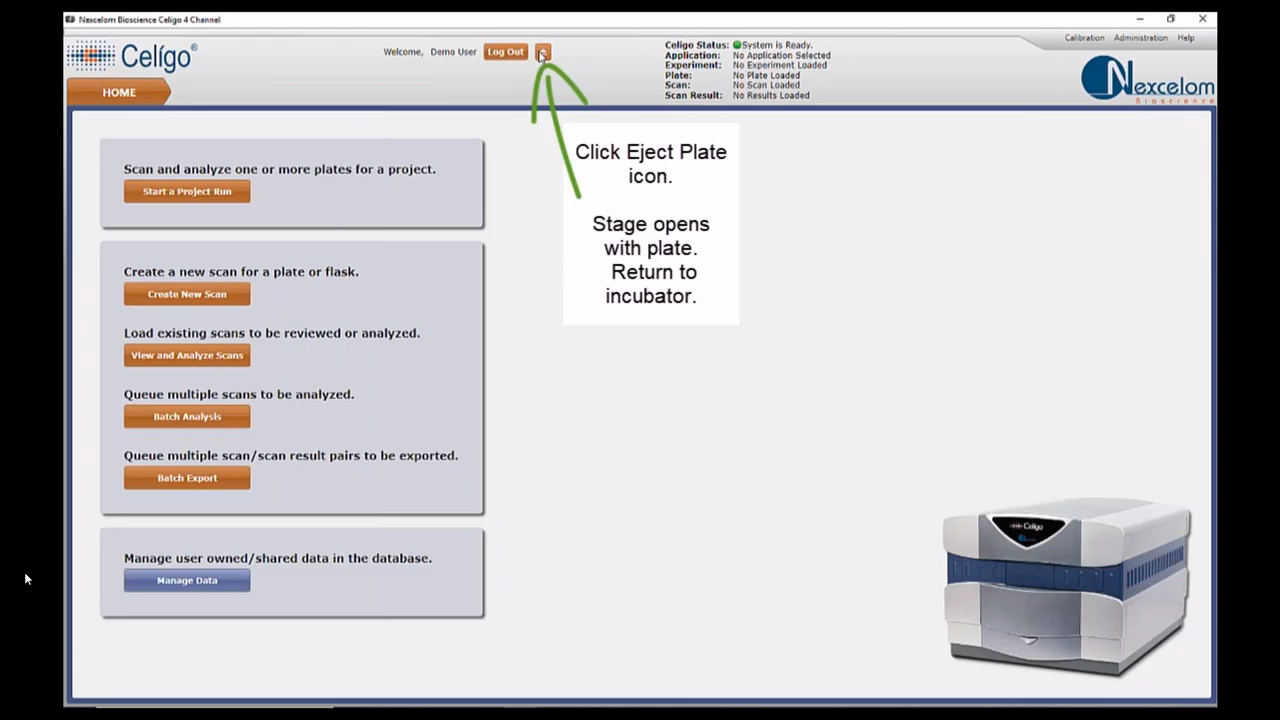 Nexcelom Bioscience Celigo 4 Channel
Celígo®
Welcome, Demo User Log Out
Celigo Status: System is Ready.
Application: No Application Selected
Experiment: No Experiment Loaded
Plate: No Plate Loaded
Scan: No Scan Loaded
Scan Result: No Results Loaded
Calibration Administration Help
Nexcelom
Bioscience
HOME
Scan and analyze one or more plates for a project.
Start a Project Run
Create a new scan for a plate or flask.
Create New Scan
Load existing scans to be reviewed or analyzed.
View and Analyze Scans
Queue multiple scans to be analyzed.
Batch Analysis
Queue multiple scan/scan result pairs to be exported.
Batch Export
Manage user owned/shared data in the database.
Manage Data
Click Eject Plate
icon.
Stage opens
with plate.
Return to
incubator.
Celigo